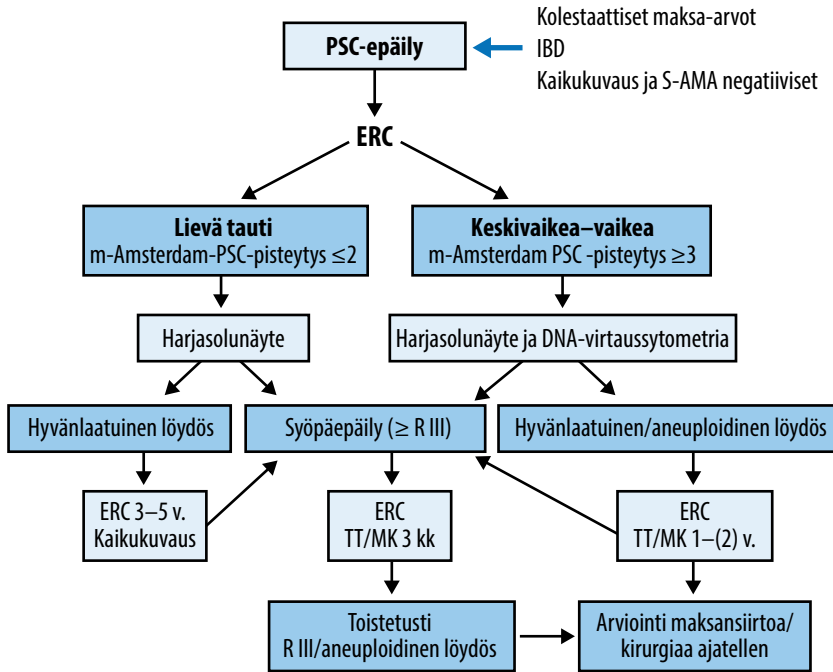 PSC-epäily
Kolestaattiset maksa-arvot
IBD
Kaikukuvaus ja S-AMA negatiiviset
ERC
Lievä tauti
m-Amsterdam-PSC-pisteytys ≤2
Keskivaikea–vaikea
m-Amsterdam PSC -pisteytys ≥3
Harjasolunäyte
Harjasolunäyte ja DNA-virtaussytometria
Hyvänlaatuinen löydös
Syöpäepäily (≥ R III)
Hyvänlaatuinen/aneuploidinen löydös
ERC 3–5 v.
Kaikukuvaus
ERC
TT/MK 3 kk
ERC
TT/MK 1–(2) v.
Toistetusti
R III/aneuploidinen löydös
Arviointi maksansiirtoa/
kirurgiaa ajatellen